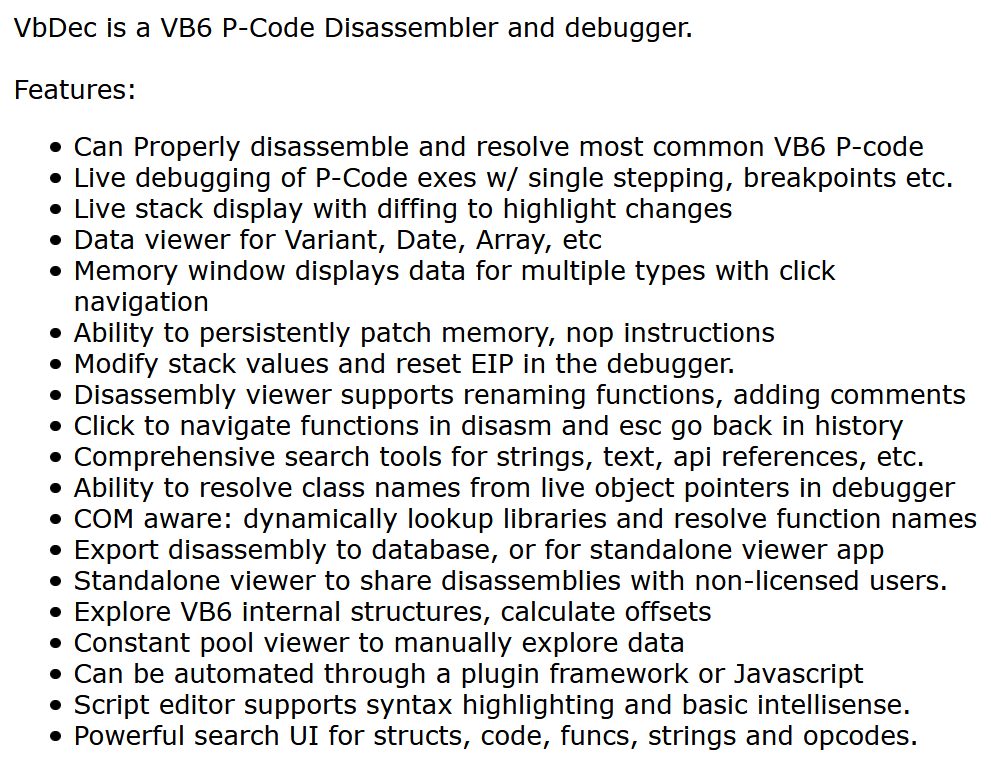 VbDec is a VB6 P-Code Disassembler and debugger.
Features:
• Can Properly disassemble and resolve most common VB6 P-code
• Live debugging of P-Code exes w/ single stepping, breakpoints etc.
• Live stack display with diffing to highlight changes
• Data viewer for Variant, Date, Array, etc
• Memory window displays data for multiple types with click
navigation
• Ability to persistently patch memory, nop instructions
• Modify stack values and reset EIP in the debugger.
• Disassembly viewer supports renaming functions, adding comments
• Click to navigate functions in disasm and esc go back in history
• Comprehensive search tools for strings, text, api references, etc.
• Ability to resolve class names from live object pointers in debugger
• COM aware: dynamically lookup libraries and resolve function names
• Export disassembly to database, or for standalone viewer app
• Standalone viewer to share disassemblies with non-licensed users.
• Explore VB6 internal structures, calculate offsets
• Constant pool viewer to manually explore data
• Can be automated through a plugin framework or Javascript
• Script editor supports syntax highlighting and basic intellisense.
• Powerful search UI for structs, code, funcs, strings and opcodes.